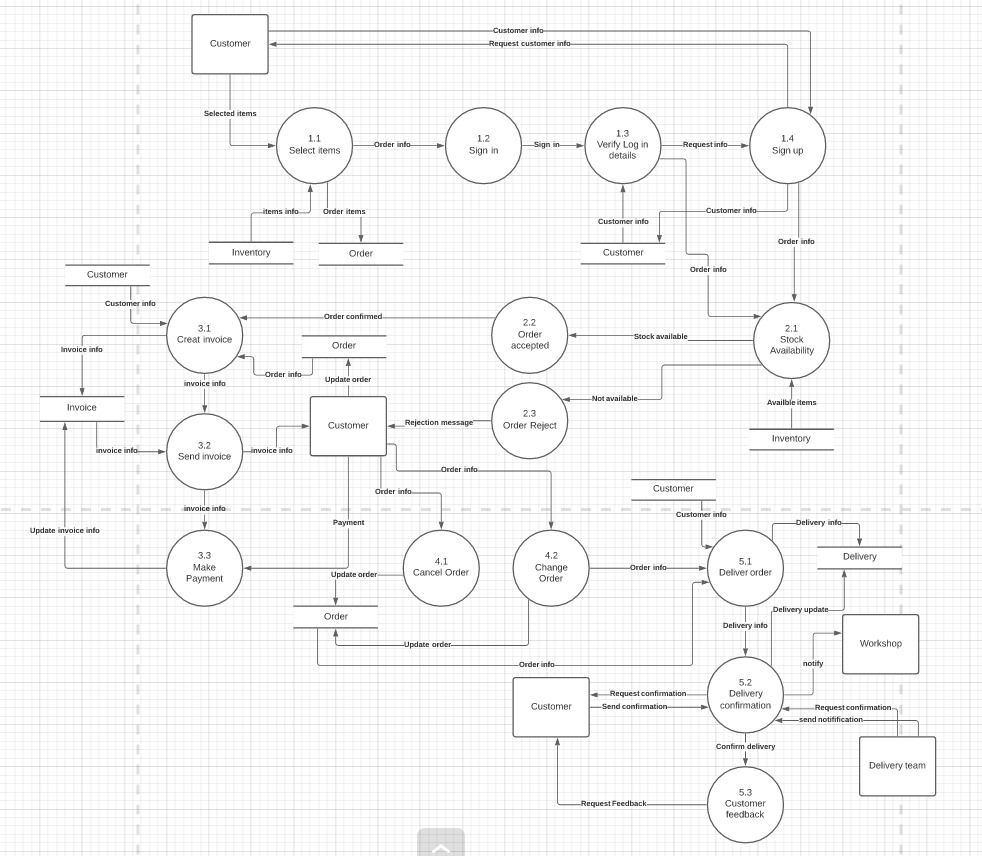 Customer info
Customer
Request customer info
Selected items
1.1
Select items
Order info
1.2
Sign in
Sign in
1.3
Verify Log in
details
Request info
1.4
Sign up
items info
Order items
Customer info
Customer info
Inventory
Order
Customer
Order info
Order info
Customer
Customer info
3.1
Creat invoice
Order confirmed
2.2
Order
accepted
Stock available
2.1
Stock
Availability
Invoice info
Order
Order info
Update order
invoice info
Not available
Availble items
Invoice
Customer
Rejection message
2.3
Order Reject
Inventory
invoice info
3.2
Send invoice
invoice info
Order info
Order info
Customer
invoice info
Customer info
Update invoice info
Payment
Delivery info
3.3
Make
Payment
Update order
4.1
Cancel Order
4.2
Change
Order
Order info
5.1
Deliver order
Delivery
Order
Delivery update
Delivery info
Update order
Workshop
Order info
notify
Customer
Request confirmation
Send confirmation
5.2
Delivery
confirmation
Request confirmation
send notifification
Confirm delivery
Delivery team
Request Feedback
5.3
Customer
feedback